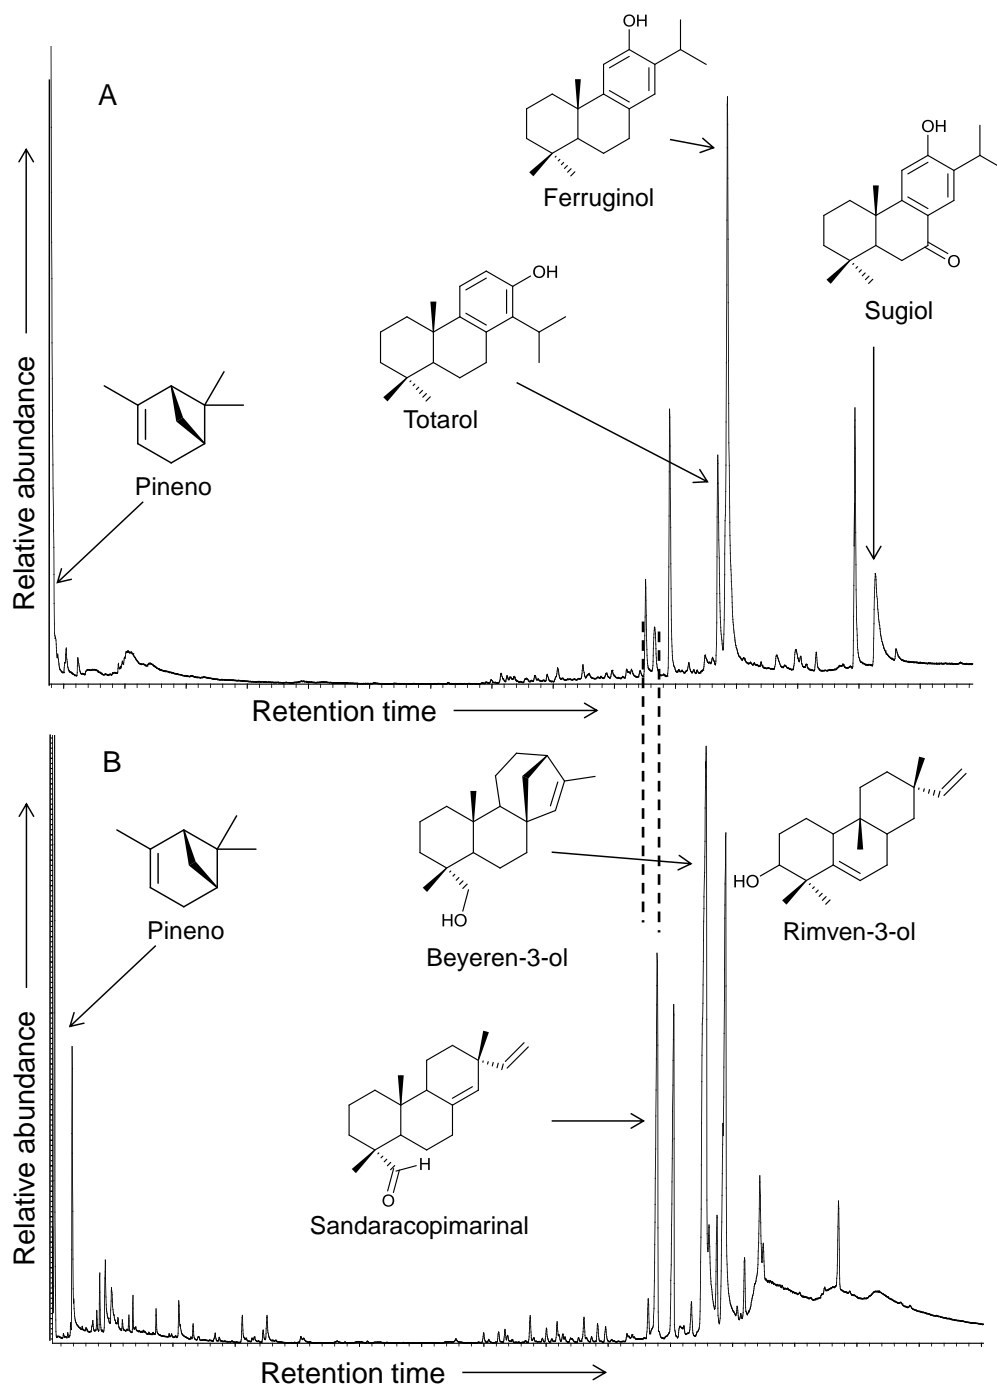 A
OH
Ferruginol
OH
O
Sugiol
OH
Totarol
Pineno
Relative abundance
Retention time
B
Pineno
HO
Beyeren-3-ol
HO
Rimven-3-ol
H
O
Sandaracopimarinal
Relative abundance
Retention time